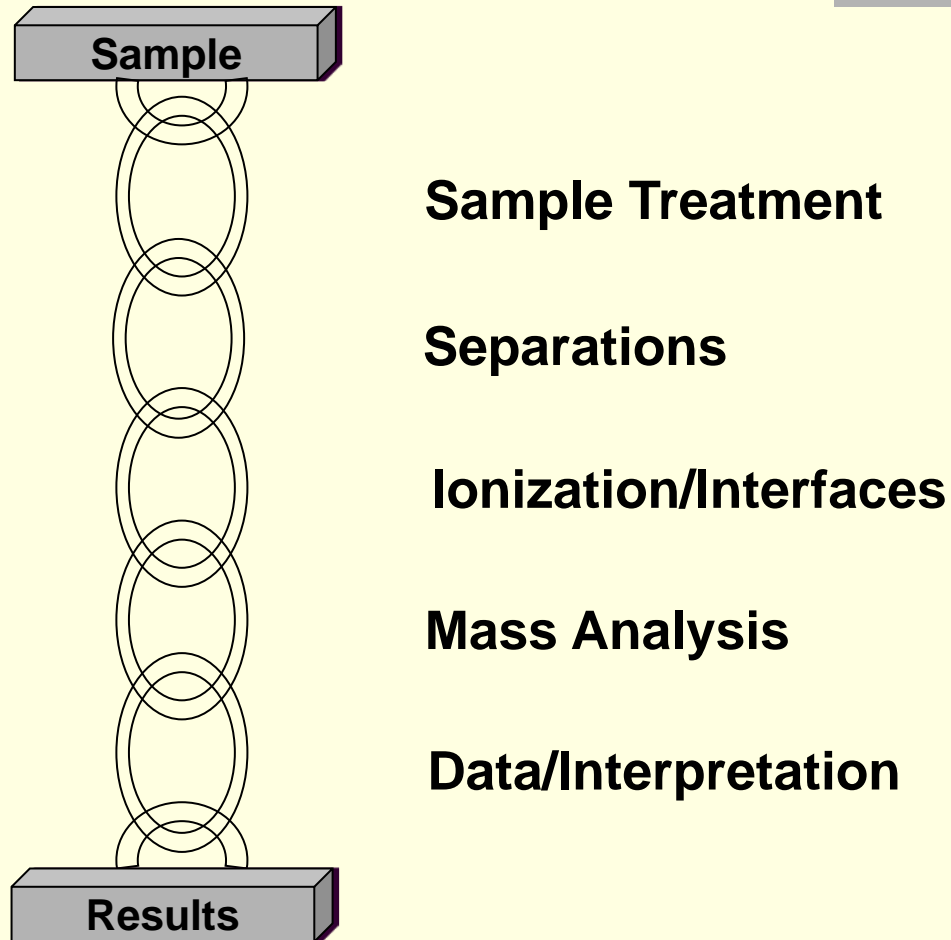 Sample
Sample Treatment
Separations
Ionization/Interfaces
Mass Analysis
Data/Interpretation
Results